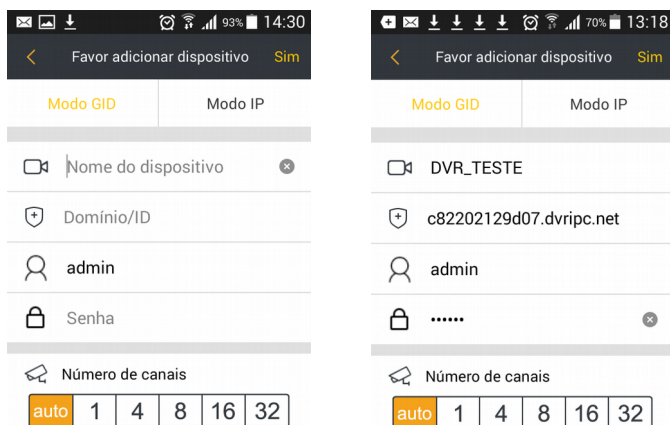 93% 14:30
Favor adicionar dispositivo Sim
Modo GID Modo IP
Nome do dispositivo
Domínio/ID
admin
Senha
Número de canais
auto 1 4 8 16 32
70% 13:18
Favor adicionar dispositivo Sim
Modo GID Modo IP
DVR_TESTE
c82202129d07.dvripc.net
admin
••••••
Número de canais
auto 1 4 8 16 32